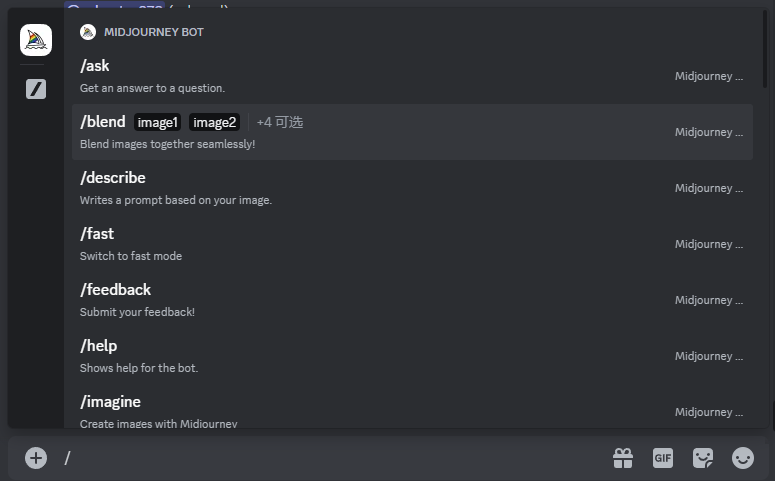 MIDJOURNEY BOT
/ask
Get an answer to a question.
Midjourney ...
/blend image1 image2 +4 可选
Blend images together seamlessly!
Midjourney ...
/describe
Writes a prompt based on your image.
Midjourney ...
/fast
Switch to fast mode
Midjourney ...
/feedback
Submit your feedback!
Midjourney ...
/help
Shows help for the bot.
Midjourney ...
/imagine
Create images with Midjourney
Midjourney ...
/
GIF